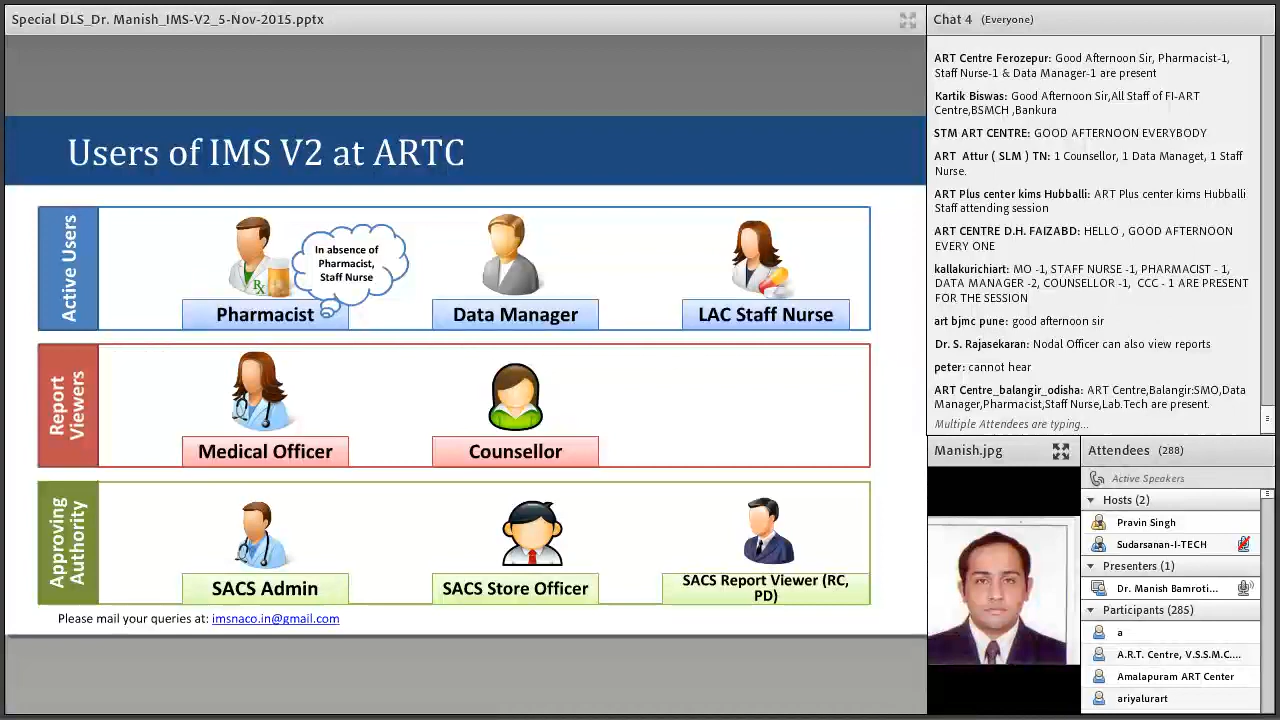 Special DLS_Dr. Manish_IMS-V2_5-Nov-2015.pptx
Users of IMS V2 at ARTC
Active Users
In absence of
Pharmacist,
Staff Nurse
Pharmacist
Data Manager
LAC Staff Nurse
Report
Viewers
Medical Officer
Counsellor
Approving
Authority
SACS Admin
SACS Store Officer
SACS Report Viewer (RC,
PD)
Please mail your queries at: imsnaco.in@gmail.com
Chat 4 (Everyone)
ART Centre Ferozepur: Good Afternoon Sir, Pharmacist-1,
Staff Nurse-1 & Data Manager-1 are present
Kartik Biswas: Good Afternoon Sir,All Staff of FI-ART
Centre,BSMCH ,Bankura
STM ART CENTRE: GOOD AFTERNOON EVERYBODY
ART Attur ( SLM ) TN: 1 Counsellor, 1 Data Managet, 1 Staff
Nurse.
ART Plus center kims Hubballi: ART Plus center kims Hubballi
Staff attending session
ART CENTRE D.H. FAIZABD: HELLO , GOOD AFTERNOON
EVERY ONE
kallakurichiart: MO -1, STAFF NURSE -1, PHARMACIST - 1,
DATA MANAGER -2, COUNSELLOR -1, CCC - 1 ARE PRESENT
FOR THE SESSION
art bjmc pune: good afternoon sir
Dr. S. Rajasekaran: Nodal Officer can also view reports
peter: cannot hear
ART Centre_balangir_odisha: ART Centre,Balangir:SMO,Data
Manager,Pharmacist,Staff Nurse,Lab.Tech are present
Multiple Attendees are typing...
Manish.jpg
Attendees (288)
Active Speakers
Hosts (2)
Pravin Singh
Sudarsanan-I-TECH
Presenters (1)
Dr. Manish Bamroti...
Participants (285)
a
A.R.T. Centre, V.S.S.M.C....
Amalapuram ART Center
ariyalurart